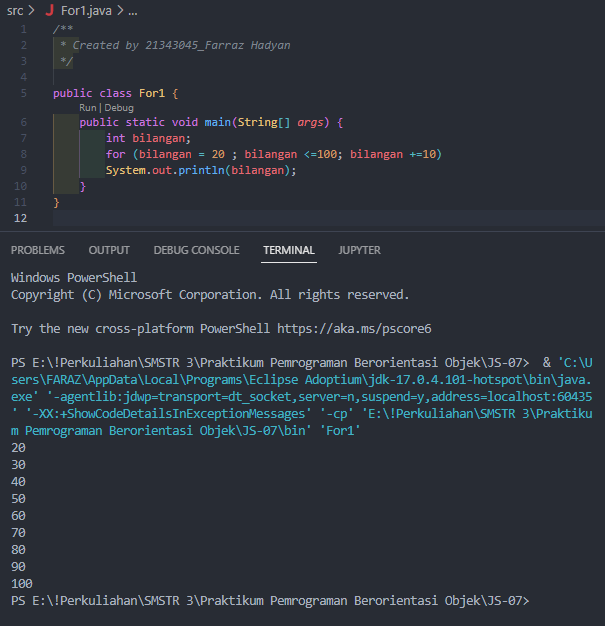 src > J For1.java > ...
1 /**
2  * Created by 21343045_Farraz Hadyan
3  */
4
5 public class For1 {
Run | Debug
6     public static void main(String[] args) {
7         int bilangan;
8         for (bilangan = 20 ; bilangan <=100; bilangan +=10)
9         System.out.println(bilangan);
10     }
11 }
12
PROBLEMS OUTPUT DEBUG CONSOLE TERMINAL JUPYTER
Windows PowerShell
Copyright (C) Microsoft Corporation. All rights reserved.
Try the new cross-platform PowerShell https://aka.ms/pscore6
PS E:\!Perkuliahan\SMSTR 3\Praktikum Pemrograman Berorientasi Objek\JS-07>  & 'C:\U
sers\FARAZ\AppData\Local\Programs\Eclipse Adoptium\jdk-17.0.4.101-hotspot\bin\java.
exe' '-agentlib:jdwp=transport=dt_socket,server=n,suspend=y,address=localhost:60435
' '-XX:+ShowCodeDetailsInExceptionMessages' '-cp' 'E:\!Perkuliahan\SMSTR 3\Praktiku
m Pemrograman Berorientasi Objek\JS-07\bin' 'For1'
20
30
40
50
60
70
80
90
100
PS E:\!Perkuliahan\SMSTR 3\Praktikum Pemrograman Berorientasi Objek\JS-07>